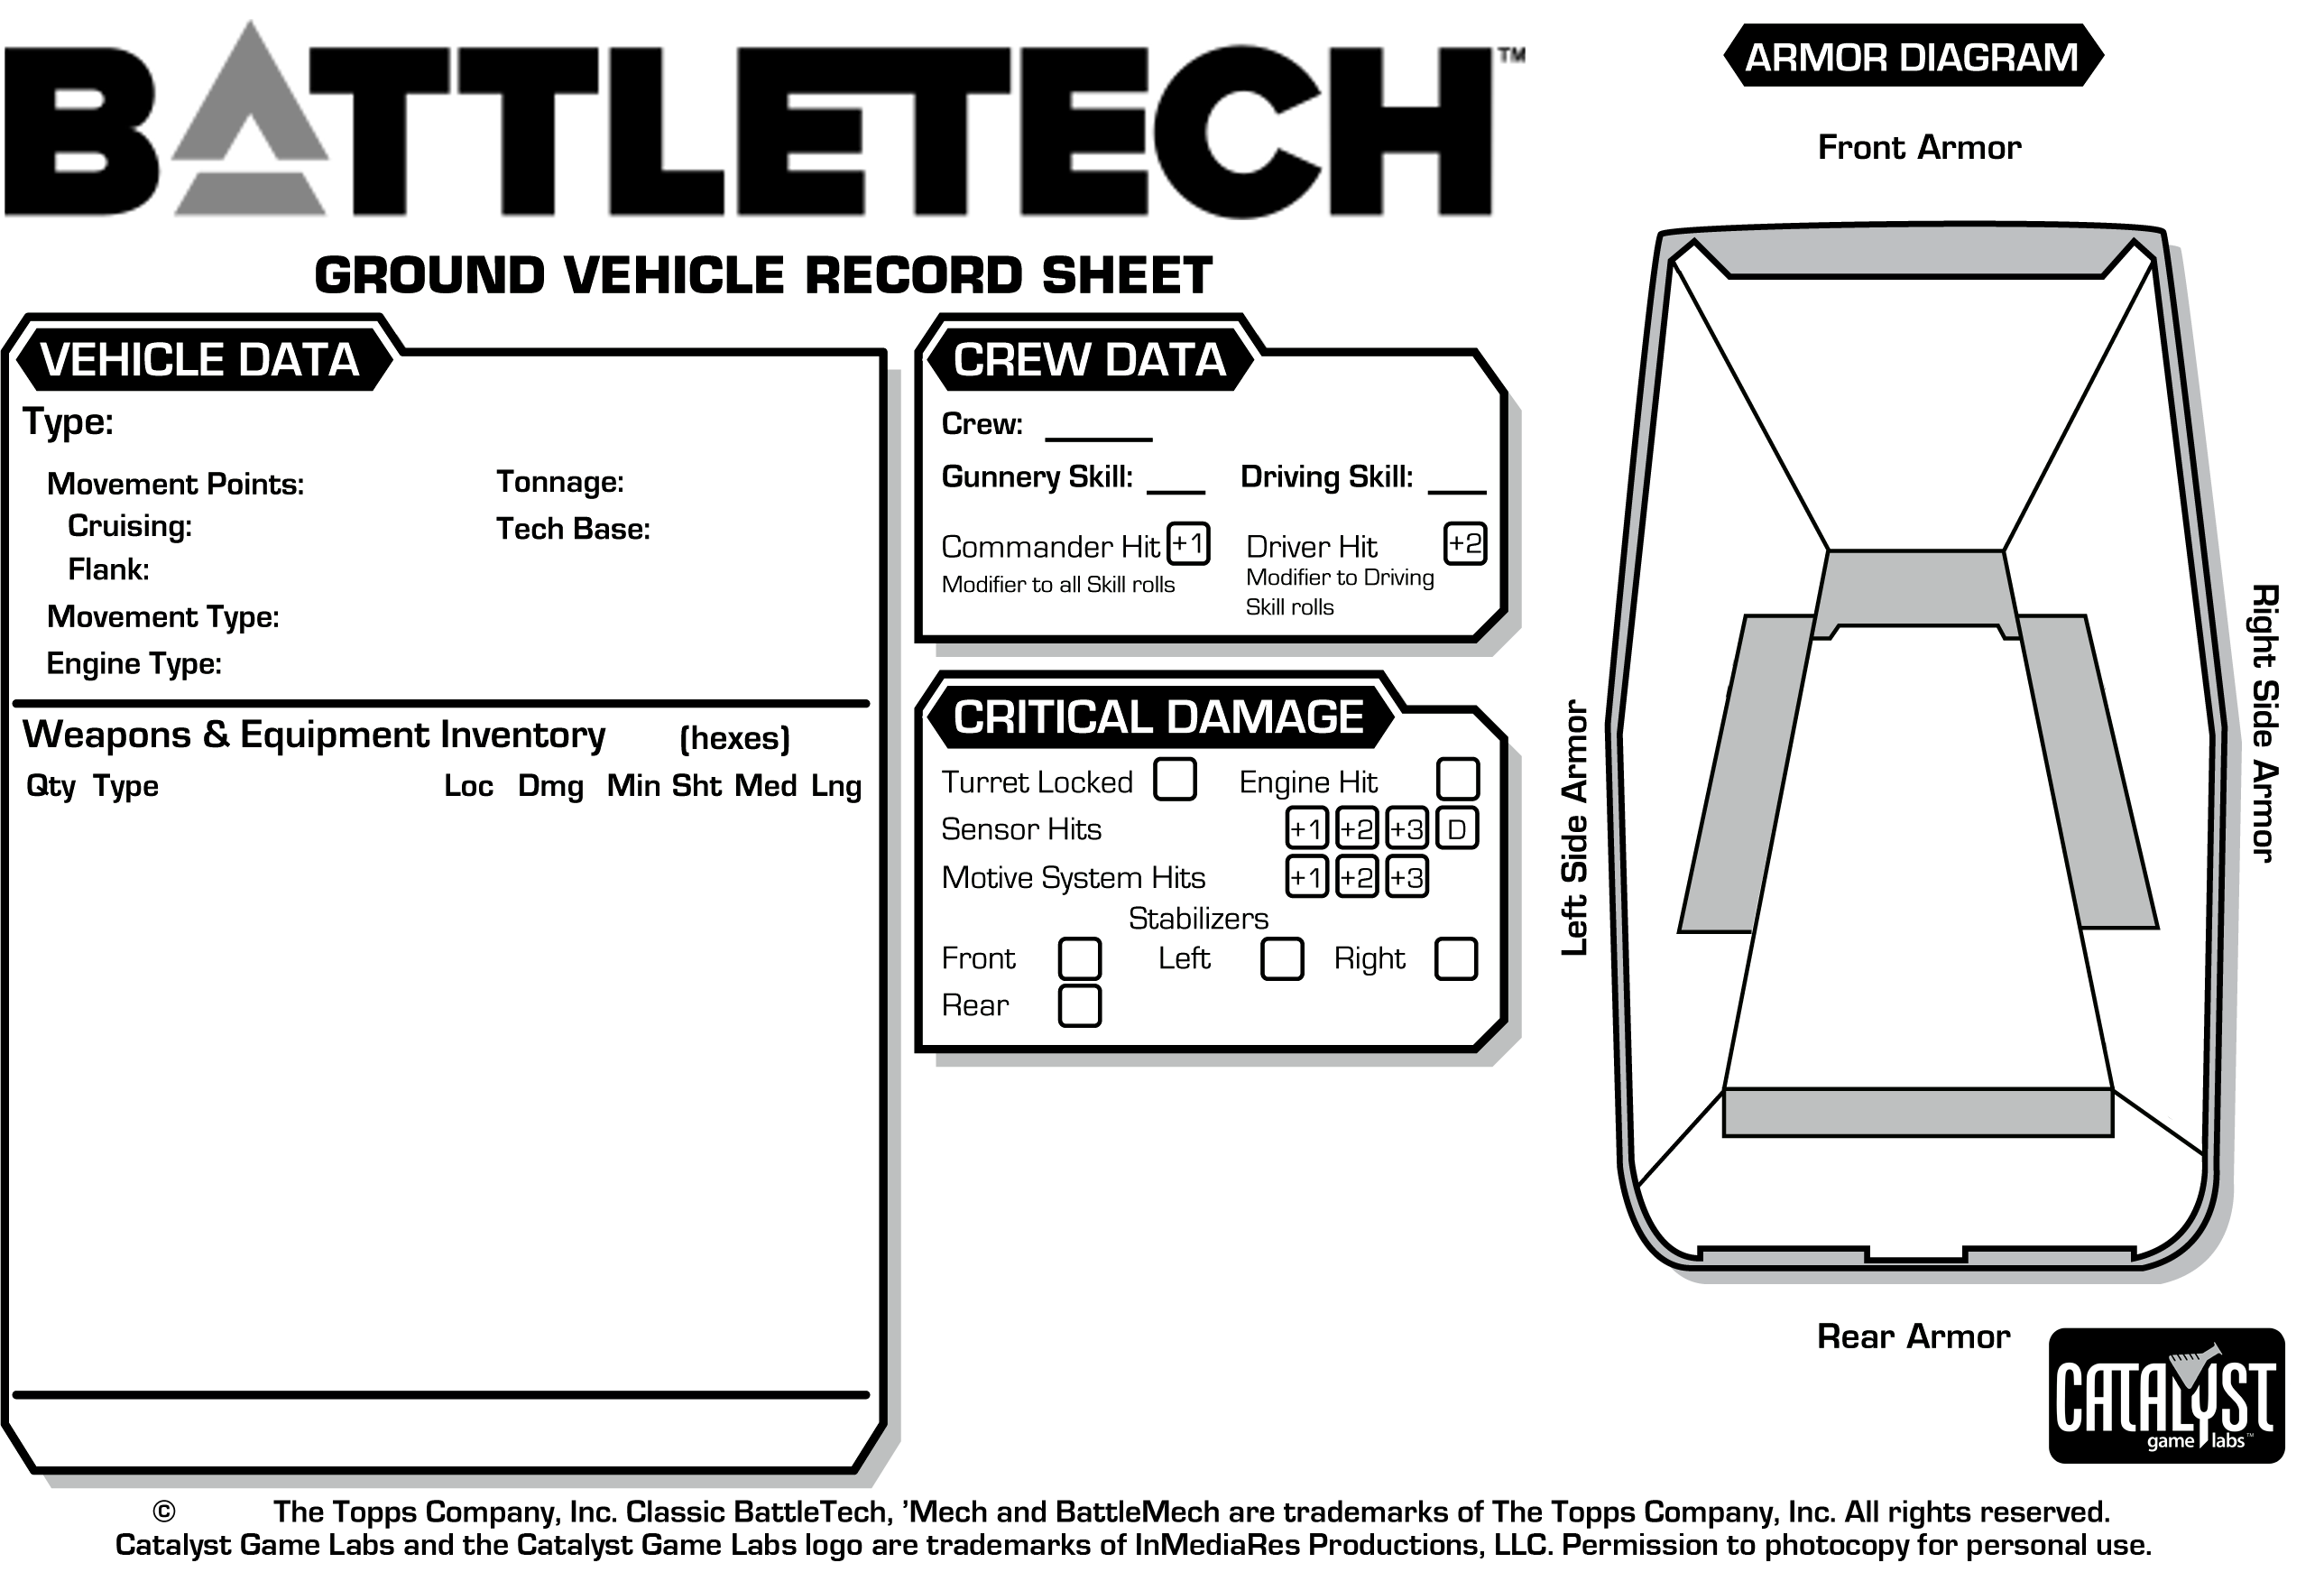 BATTLETECH™
GROUND VEHICLE RECORD SHEET
VEHICLE DATA
Type:
Movement Points:
Cruising:
Flank:
Movement Type:
Engine Type:
Tonnage:
Tech Base:
Weapons & Equipment Inventory (hexes)
Qty Type Loc Dmg Min Sht Med Lng
CREW DATA
Crew: ______
Gunnery Skill: ___ Driving Skill: ___
Commander Hit +1
Modifier to all Skill rolls
Driver Hit +2
Modifier to Driving
Skill rolls
CRITICAL DAMAGE
Turret Locked Engine Hit
Sensor Hits +1 +2 +3 D
Motive System Hits +1 +2 +3
Stabilizers
Front Left Right
Rear
ARMOR DIAGRAM
Front Armor
Left Side Armor
Right Side Armor
Rear Armor
CATALYST
game labs™
© The Topps Company, Inc. Classic BattleTech, ’Mech and BattleMech are trademarks of The Topps Company, Inc. All rights reserved.
Catalyst Game Labs and the Catalyst Game Labs logo are trademarks of InMediaRes Productions, LLC. Permission to photocopy for personal use.